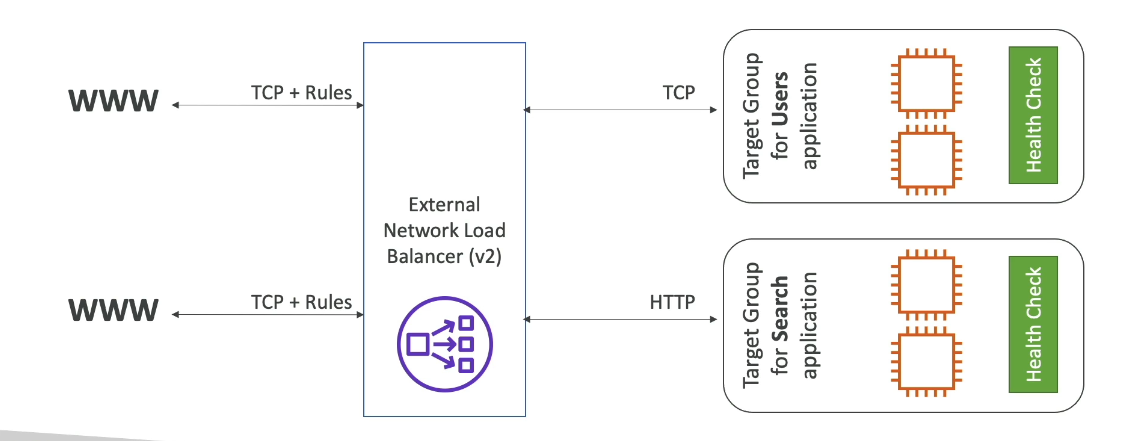 WWW
TCP + Rules
TCP
Target Group
for Users
application
Health Check
External
Network Load
Balancer (v2)
WWW
TCP + Rules
HTTP
Target Group
for Search
application
Health Check